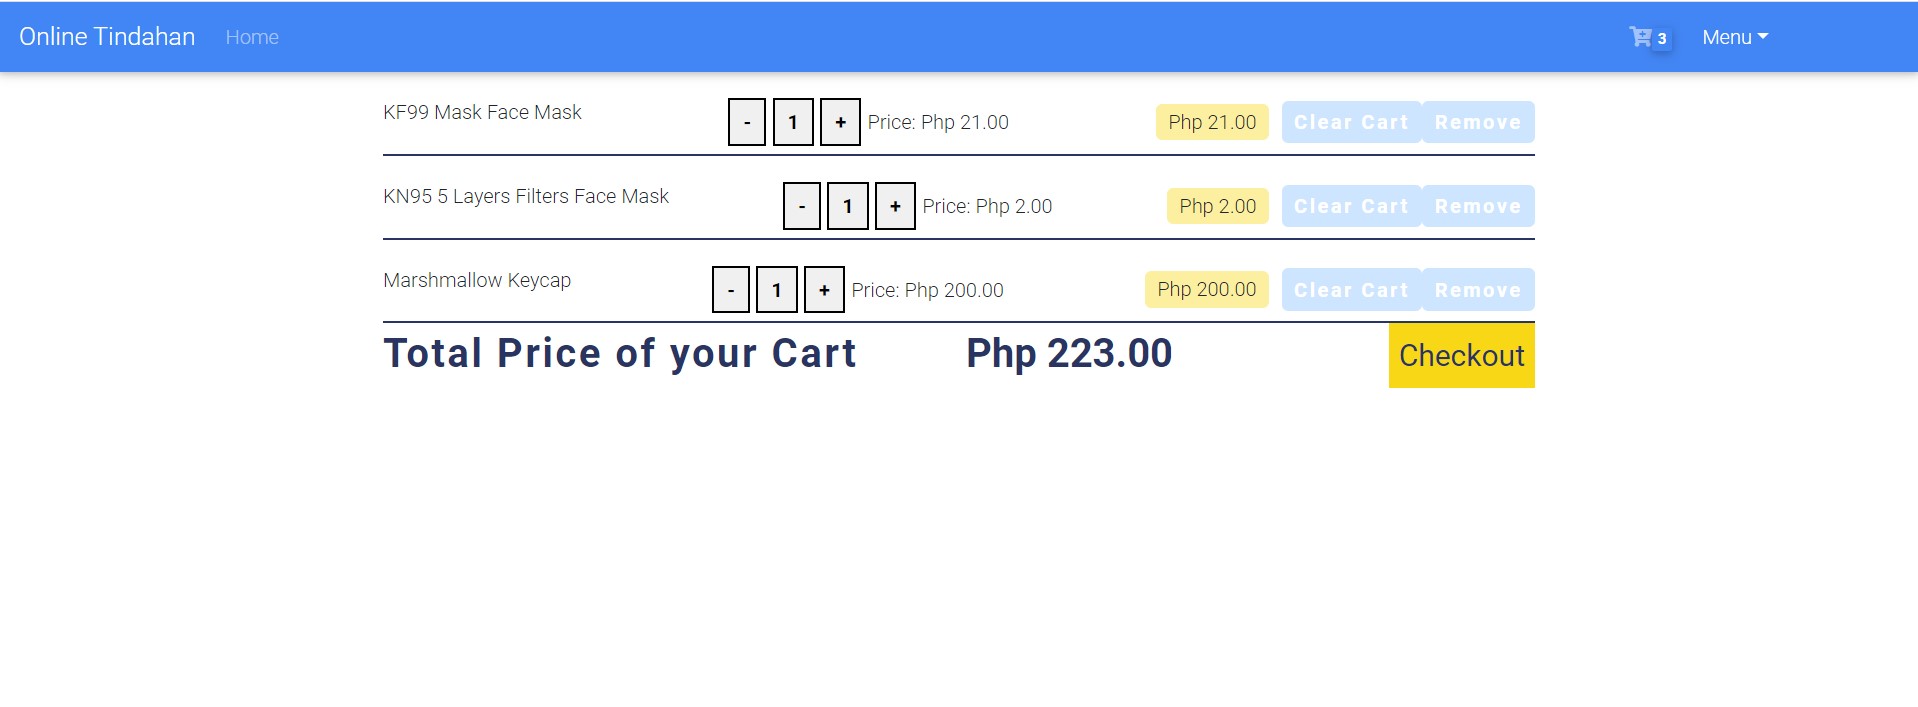 Online Tindahan Home 3 Menu
KF99 Mask Face Mask - 1 + Price: Php 21.00 Php 21.00 Clear Cart Remove
KN95 5 Layers Filters Face Mask - 1 + Price: Php 2.00 Php 2.00 Clear Cart Remove
Marshmallow Keycap - 1 + Price: Php 200.00 Php 200.00 Clear Cart Remove
Total Price of your Cart Php 223.00 Checkout